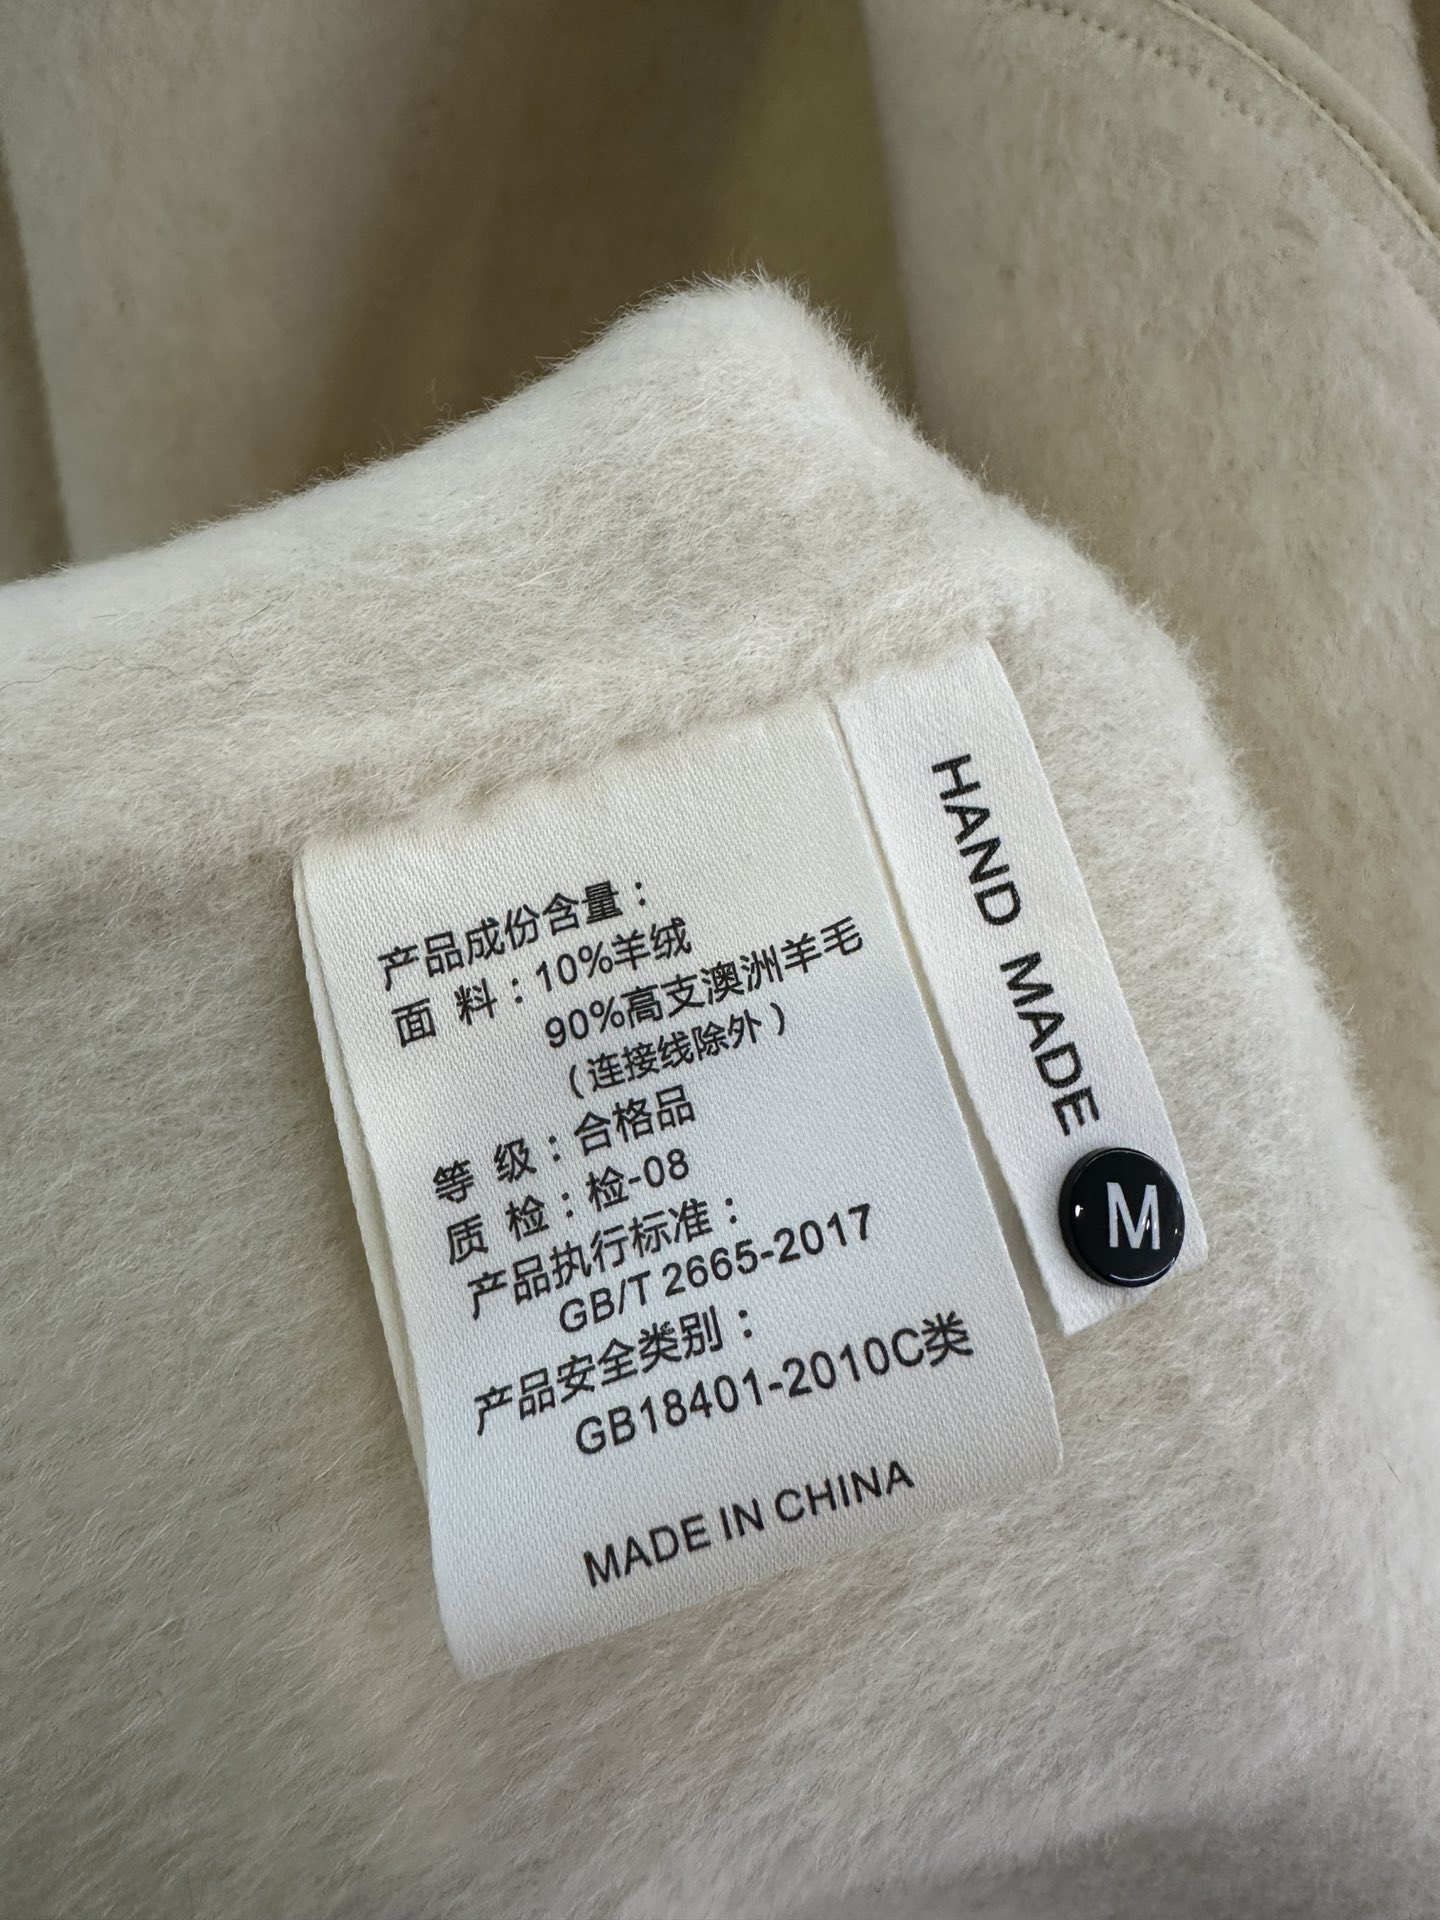 产品成份含量：
面 料：10%羊绒
90%高支澳洲羊毛
（连接线除外）
等 级：合格品
质 检：检-08
产品执行标准：
GB/T 2665-2017
产品安全类别：
GB18401-2010C类
MADE IN CHINA
HAND MADE
M